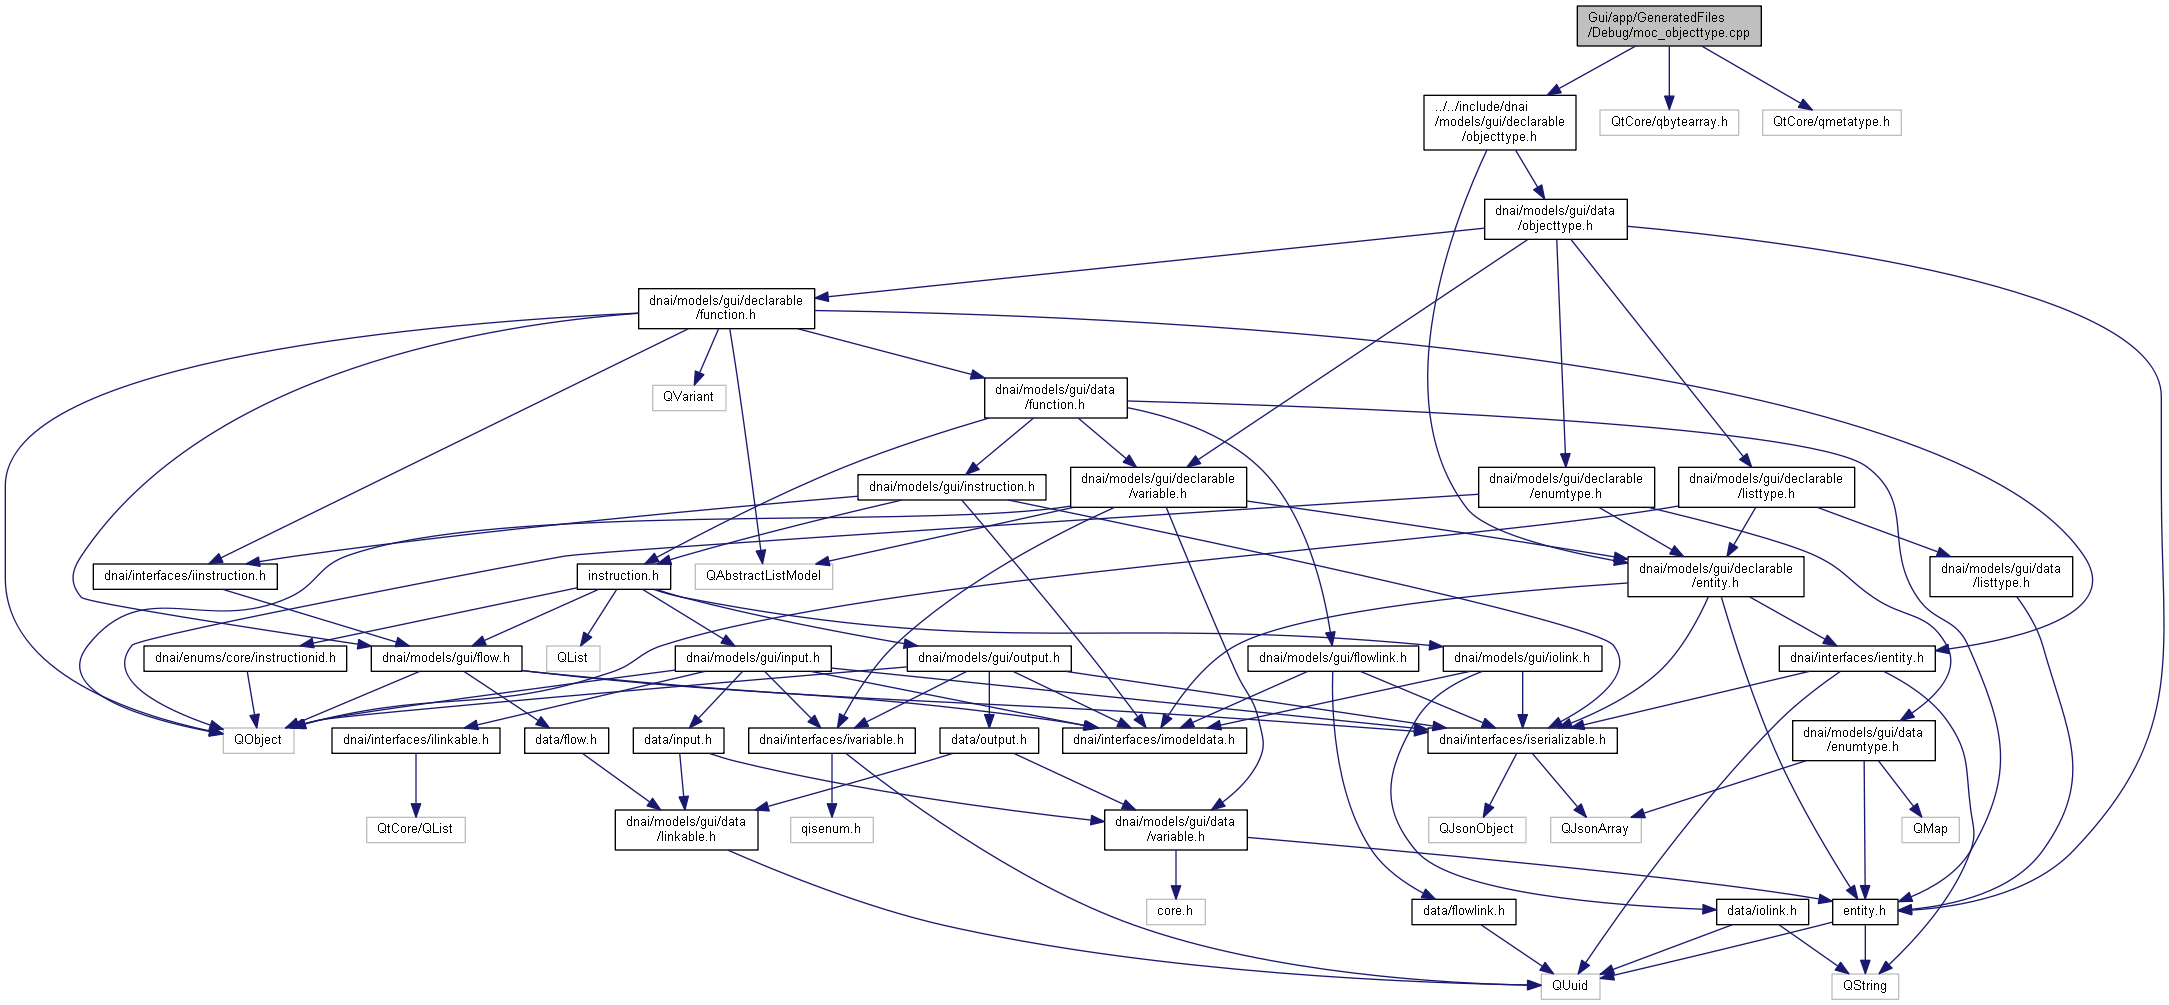 Gui/app/GeneratedFiles
/Debug/moc_objecttype.cpp
../../include/dnai
/models/gui/declarable
/objecttype.h
QtCore/qbytearray.h
QtCore/qmetatype.h
dnai/models/gui/data
/objecttype.h
dnai/models/gui/declarable
/function.h
QVariant
dnai/models/gui/data
/function.h
dnai/models/gui/instruction.h
dnai/models/gui/declarable
/variable.h
dnai/models/gui/declarable
/enumtype.h
dnai/models/gui/declarable
/listtype.h
dnai/interfaces/iinstruction.h
instruction.h
QAbstractListModel
dnai/models/gui/declarable
/entity.h
dnai/models/gui/data
/listtype.h
dnai/enums/core/instructionid.h
dnai/models/gui/flow.h
QList
dnai/models/gui/input.h
dnai/models/gui/output.h
dnai/models/gui/flowlink.h
dnai/models/gui/iolink.h
dnai/interfaces/ientity.h
QObject
dnai/interfaces/ilinkable.h
data/flow.h
data/input.h
dnai/interfaces/ivariable.h
data/output.h
dnai/interfaces/imodeldata.h
dnai/interfaces/iserializable.h
dnai/models/gui/data
/enumtype.h
QtCore/QList
dnai/models/gui/data
/linkable.h
qisenum.h
dnai/models/gui/data
/variable.h
QJsonObject
QJsonArray
QMap
core.h
data/flowlink.h
data/iolink.h
entity.h
QUuid
QString